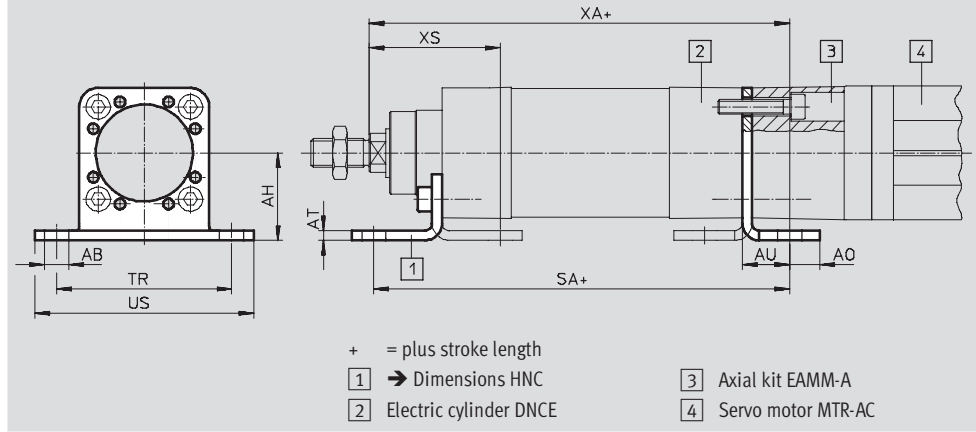 XA+
XS
2
3
4
AH
AT
AB
TR
US
1
AU
AO
SA+
+ = plus stroke length
1 ➔ Dimensions HNC
2 Electric cylinder DNCE
3 Axial kit EAMM-A
4 Servo motor MTR-AC